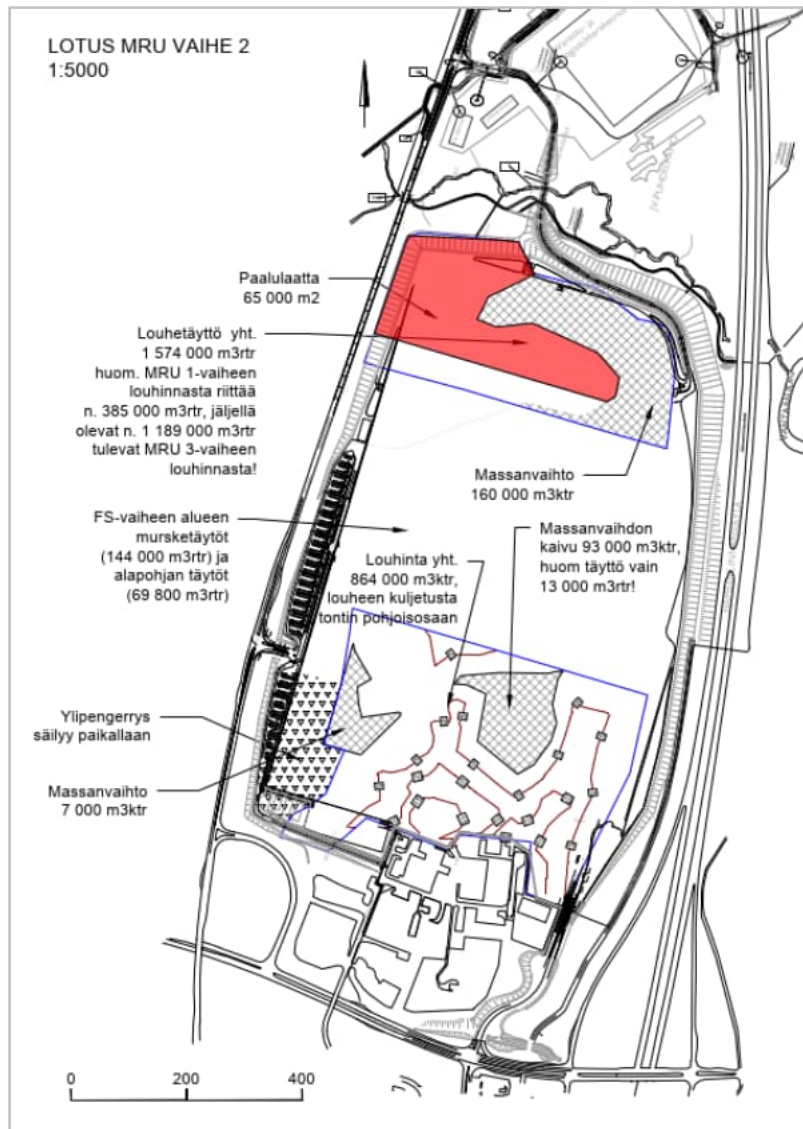 LOTUS MRU VAIHE 2
1:5000
Paalulaatta
65 000 m2
Louhetäyttö yht.
1 574 000 m3rtr
huom. MRU 1-vaiheen
louhinnasta riittää
n. 385 000 m3rtr, jäljellä
olevat n. 1 189 000 m3rtr
tulevat MRU 3-vaiheen
louhinnasta!
Massanvaihto
160 000 m3ktr
FS-vaiheen alueen
mursketäytöt
(144 000 m3rtr) ja
alapohjan täytöt
(69 800 m3rtr)
Louhinta yht.
864 000 m3ktr,
louheen kuljetusta
tontin pohjoisosaan
Massanvaihdon
kaivu 93 000 m3ktr,
huom täyttö vain
13 000 m3rtr!
Ylipengerrys
säilyy paikallaan
Massanvaihto
7 000 m3ktr
0 200 400